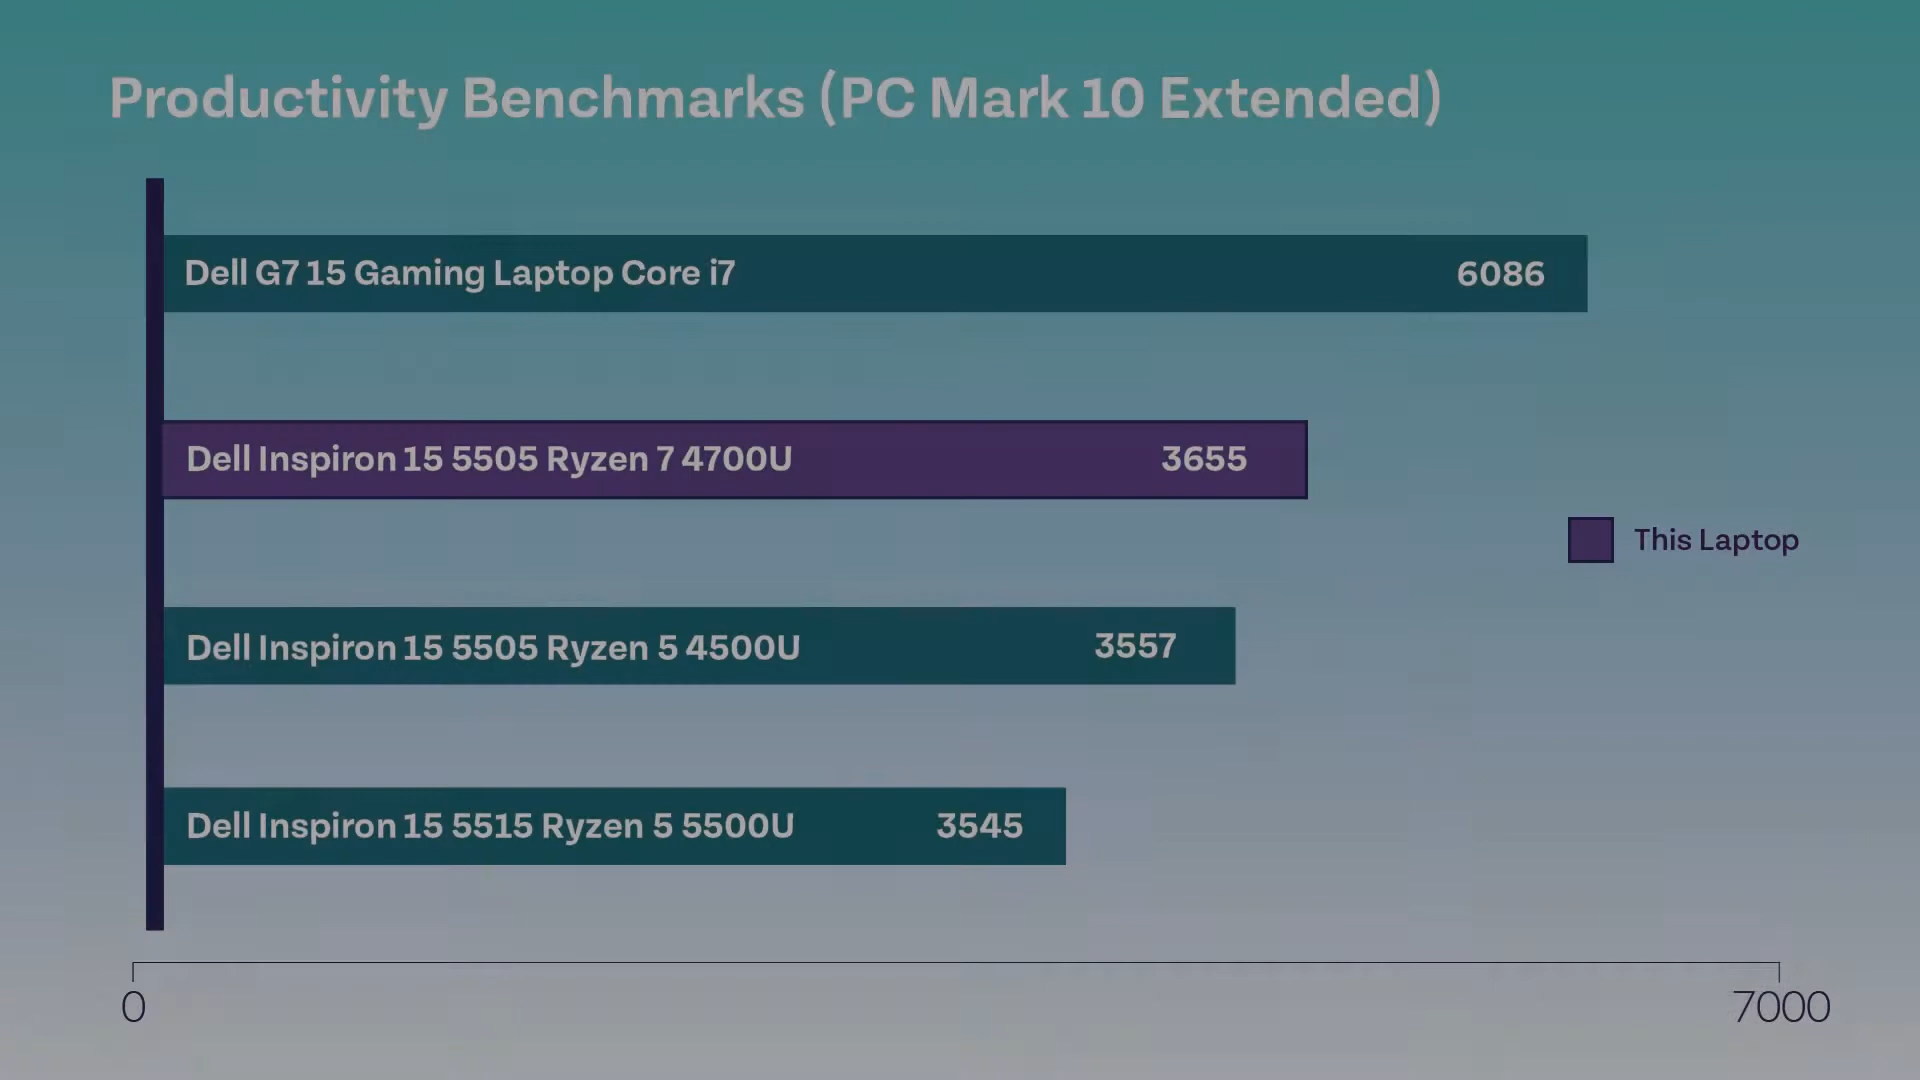 Productivity Benchmarks (PC Mark 10 Extended)
Dell G7 15 Gaming Laptop Core i7 6086
Dell Inspiron 15 5505 Ryzen 7 4700U 3655
This Laptop
Dell Inspiron 15 5505 Ryzen 5 4500U 3557
Dell Inspiron 15 5515 Ryzen 5 5500U 3545
0 7000